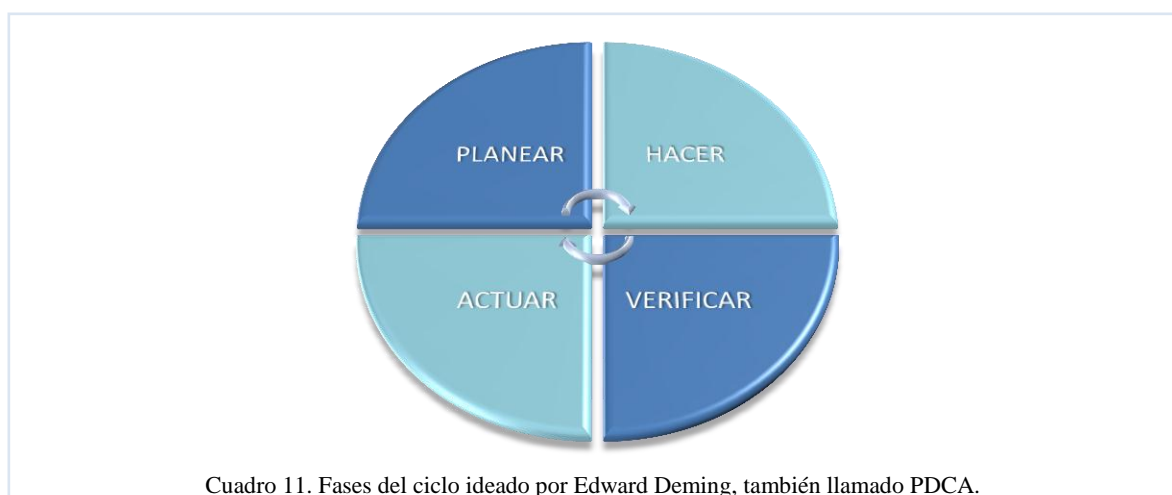 PLANEAR
HACER
ACTUAR
VERIFICAR
Cuadro 11. Fases del ciclo ideado por Edward Deming, también llamado PDCA.